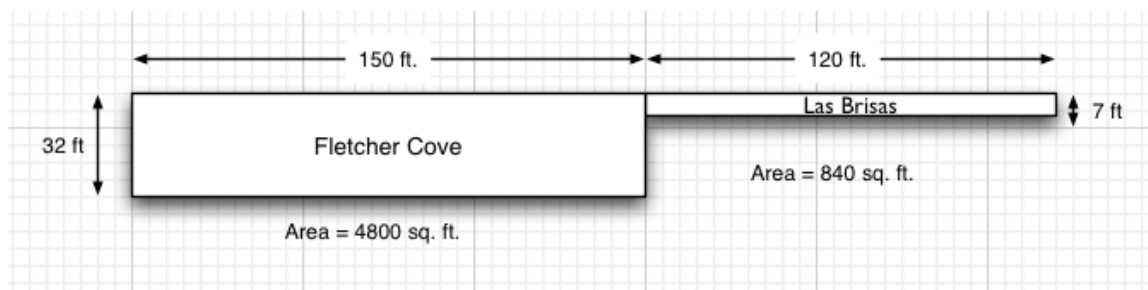 150 ft.
120 ft.
Las Brisas
7 ft
32 ft
Fletcher Cove
Area = 840 sq. ft.
Area = 4800 sq. ft.